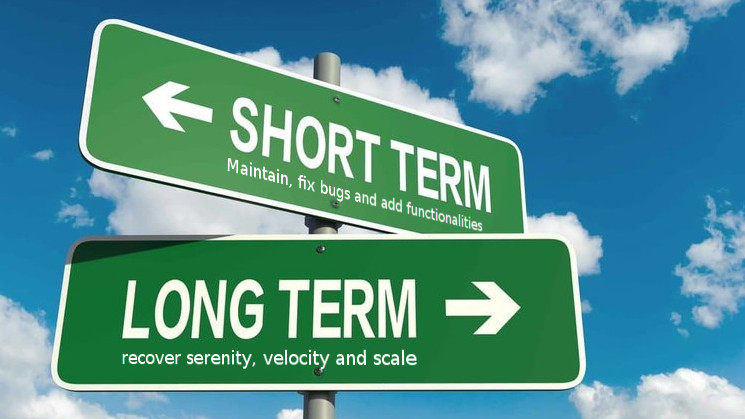 SHORT TERM
Maintain, fix bugs and add functionalities
LONG TERM
recover serenity, velocity and scale